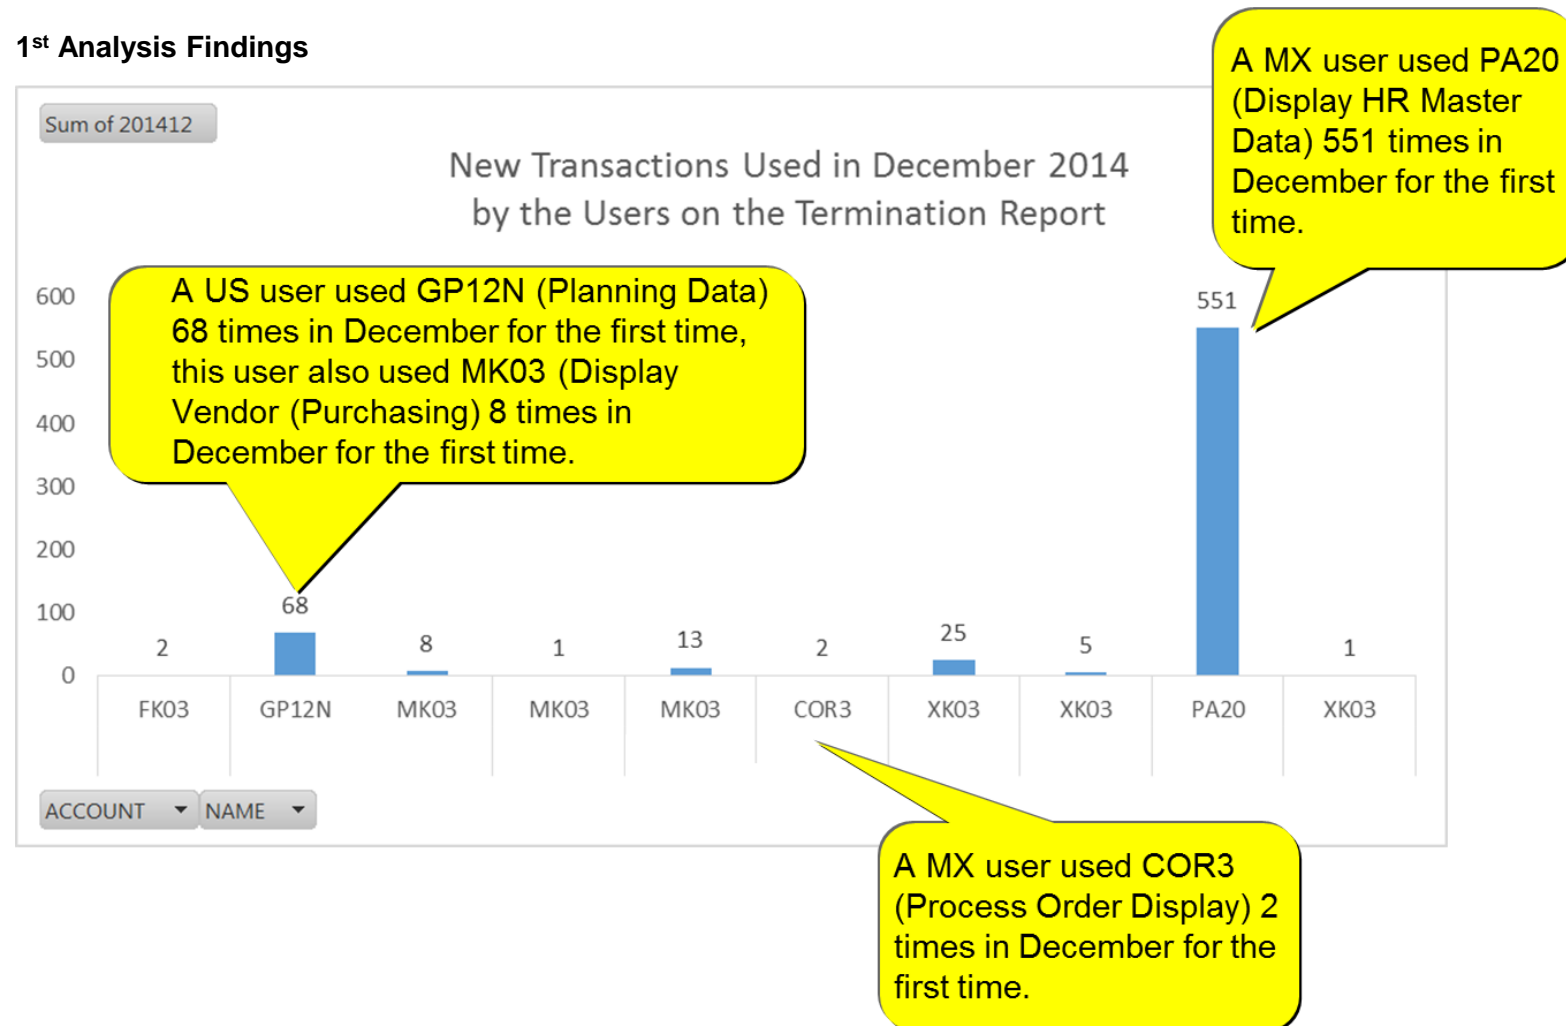 1st Analysis Findings
Sum of 201412
New Transactions Used in December 2014
by the Users on the Termination Report
A MX user used PA20
(Display HR Master
Data) 551 times in
December for the first
time.
A US user used GP12N (Planning Data)
68 times in December for the first time,
this user also used MK03 (Display
Vendor (Purchasing) 8 times in
December for the first time.
600
500
400
300
200
100
0
2
68
8
1
13
2
25
5
551
1
FK03
GP12N
MK03
MK03
MK03
COR3
XK03
XK03
PA20
XK03
ACCOUNT
NAME
A MX user used COR3
(Process Order Display) 2
times in December for the
first time.